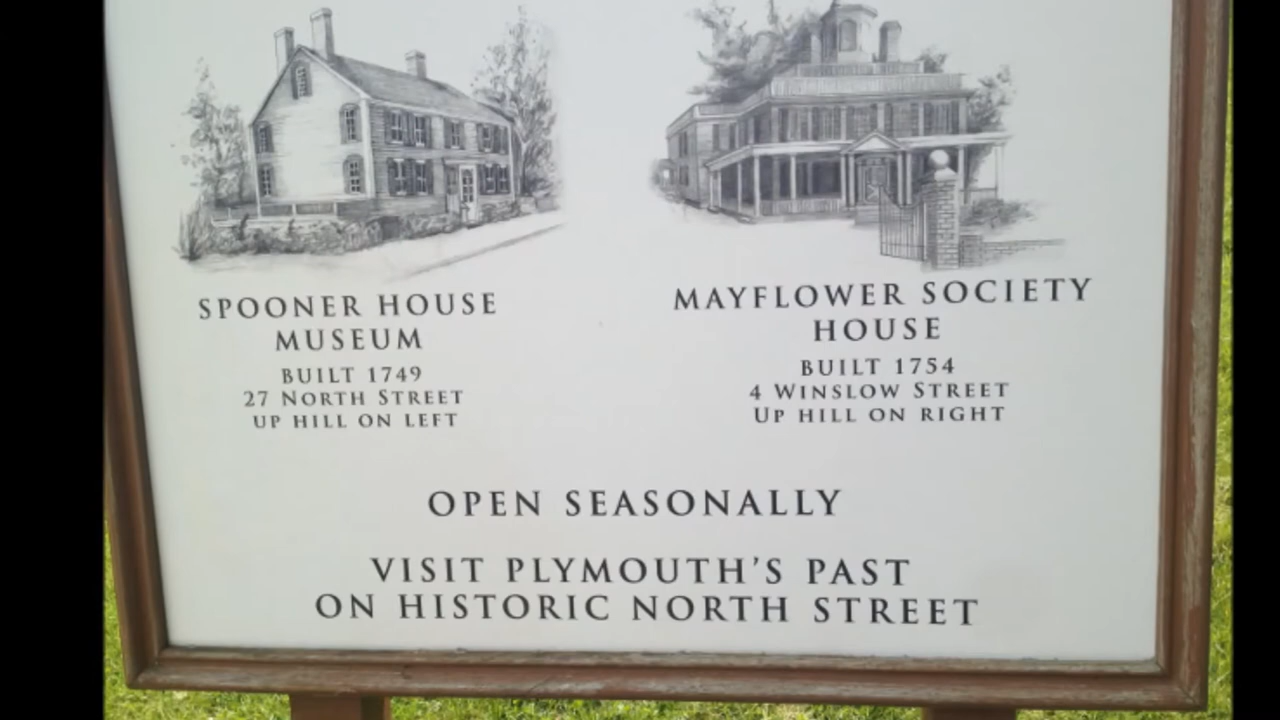 SPOONER HOUSE
MUSEUM
BUILT 1749
27 NORTH STREET
UP HILL ON LEFT
MAYFLOWER SOCIETY
HOUSE
BUILT 1754
4 WINSLOW STREET
UP HILL ON RIGHT
OPEN SEASONALLY
VISIT PLYMOUTH'S PAST
ON HISTORIC NORTH STREET